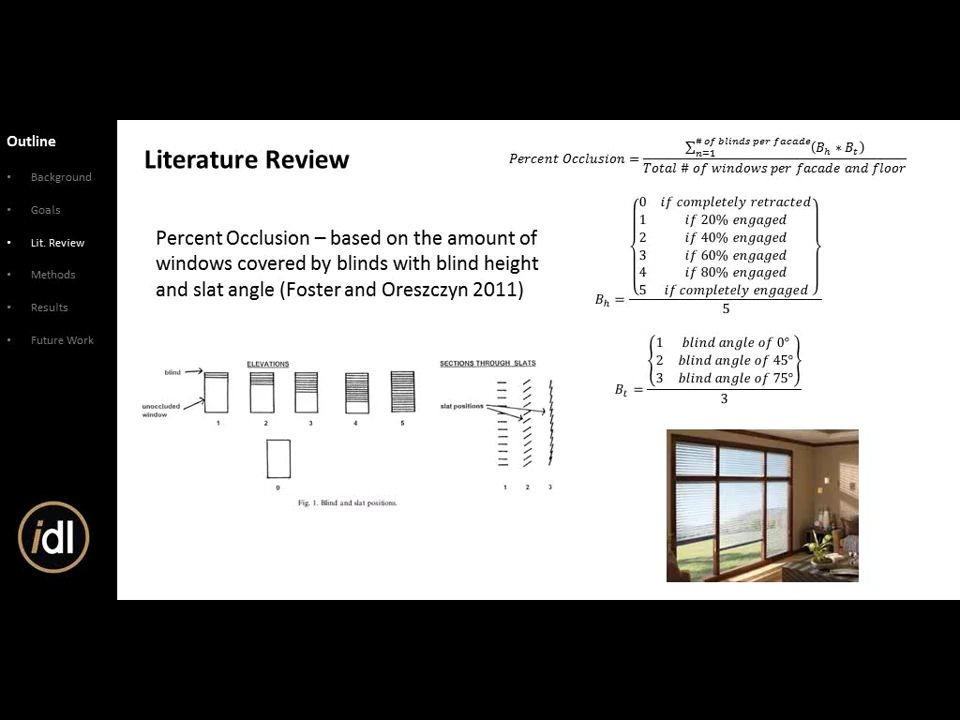 Outline
• Background
• Goals
• Lit. Review
• Methods
• Results
• Future Work
idl
Literature Review
Percent Occlusion – based on the amount of
windows covered by blinds with blind height
and slat angle (Foster and Oreszczyn 2011)
Percent Occlusion = ∑_{n=1}^{# of blinds per facade}(B_h * B_t) / Total # of windows per facade and floor
B_h =
0 if completely retracted
1 if 20% engaged
2 if 40% engaged
3 if 60% engaged
4 if 80% engaged
5 if completely engaged
5
B_t =
1 blind angle of 0°
2 blind angle of 45°
3 blind angle of 75°
3
ELEVATIONS
blind
unoccluded
window
1 2 3 4 5
0
SECTIONS THROUGH SLATS
slat positions
1 2 3
Fig. 1. Blind and slat positions.